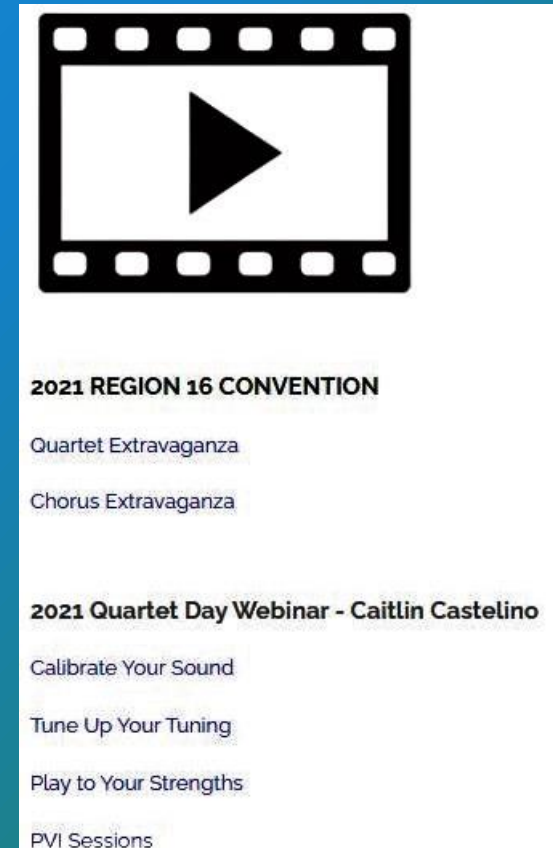 2021 REGION 16 CONVENTION
Quartet Extravaganza
Chorus Extravaganza
2021 Quartet Day Webinar - Caitlin Castelino
Calibrate Your Sound
Tune Up Your Tuning
Play to Your Strengths
PVI Sessions